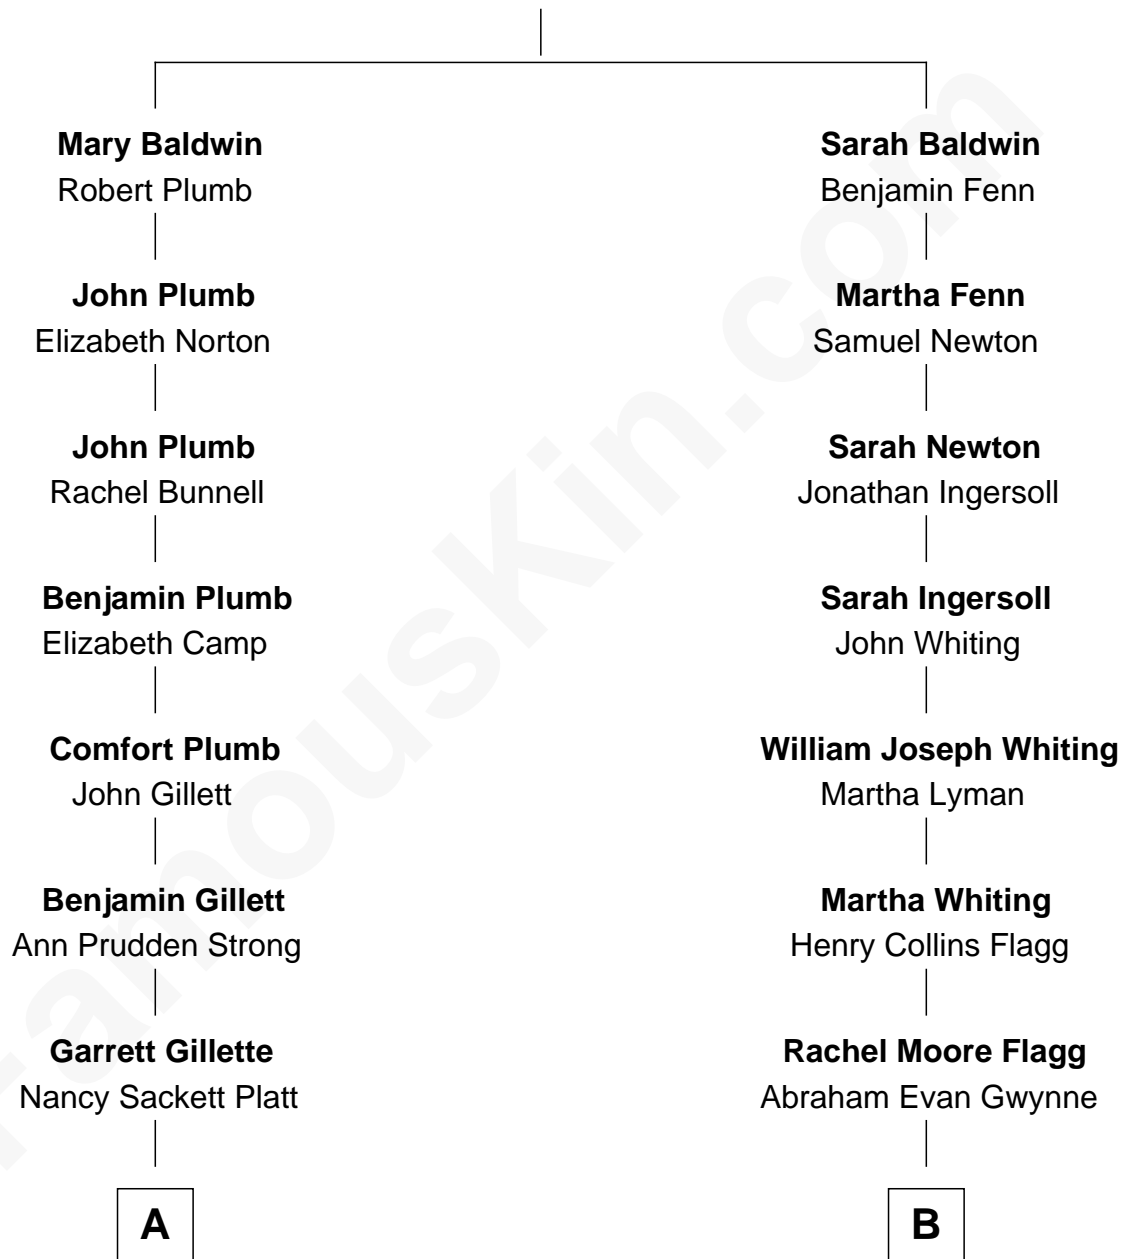 Mary Baldwin
Robert Plumb
John Plumb
Elizabeth Norton
John Plumb
Rachel Bunnell
Benjamin Plumb
Elizabeth Camp
Comfort Plumb
John Gillett
Benjamin Gillett
Ann Prudden Strong
Garrett Gillette
Nancy Sackett Platt
A
Sarah Baldwin
Benjamin Fenn
Martha Fenn
Samuel Newton
Sarah Newton
Jonathan Ingersoll
Sarah Ingersoll
John Whiting
William Joseph Whiting
Martha Lyman
Martha Whiting
Henry Collins Flagg
Rachel Moore Flagg
Abraham Evan Gwynne
B
FamousKin.com